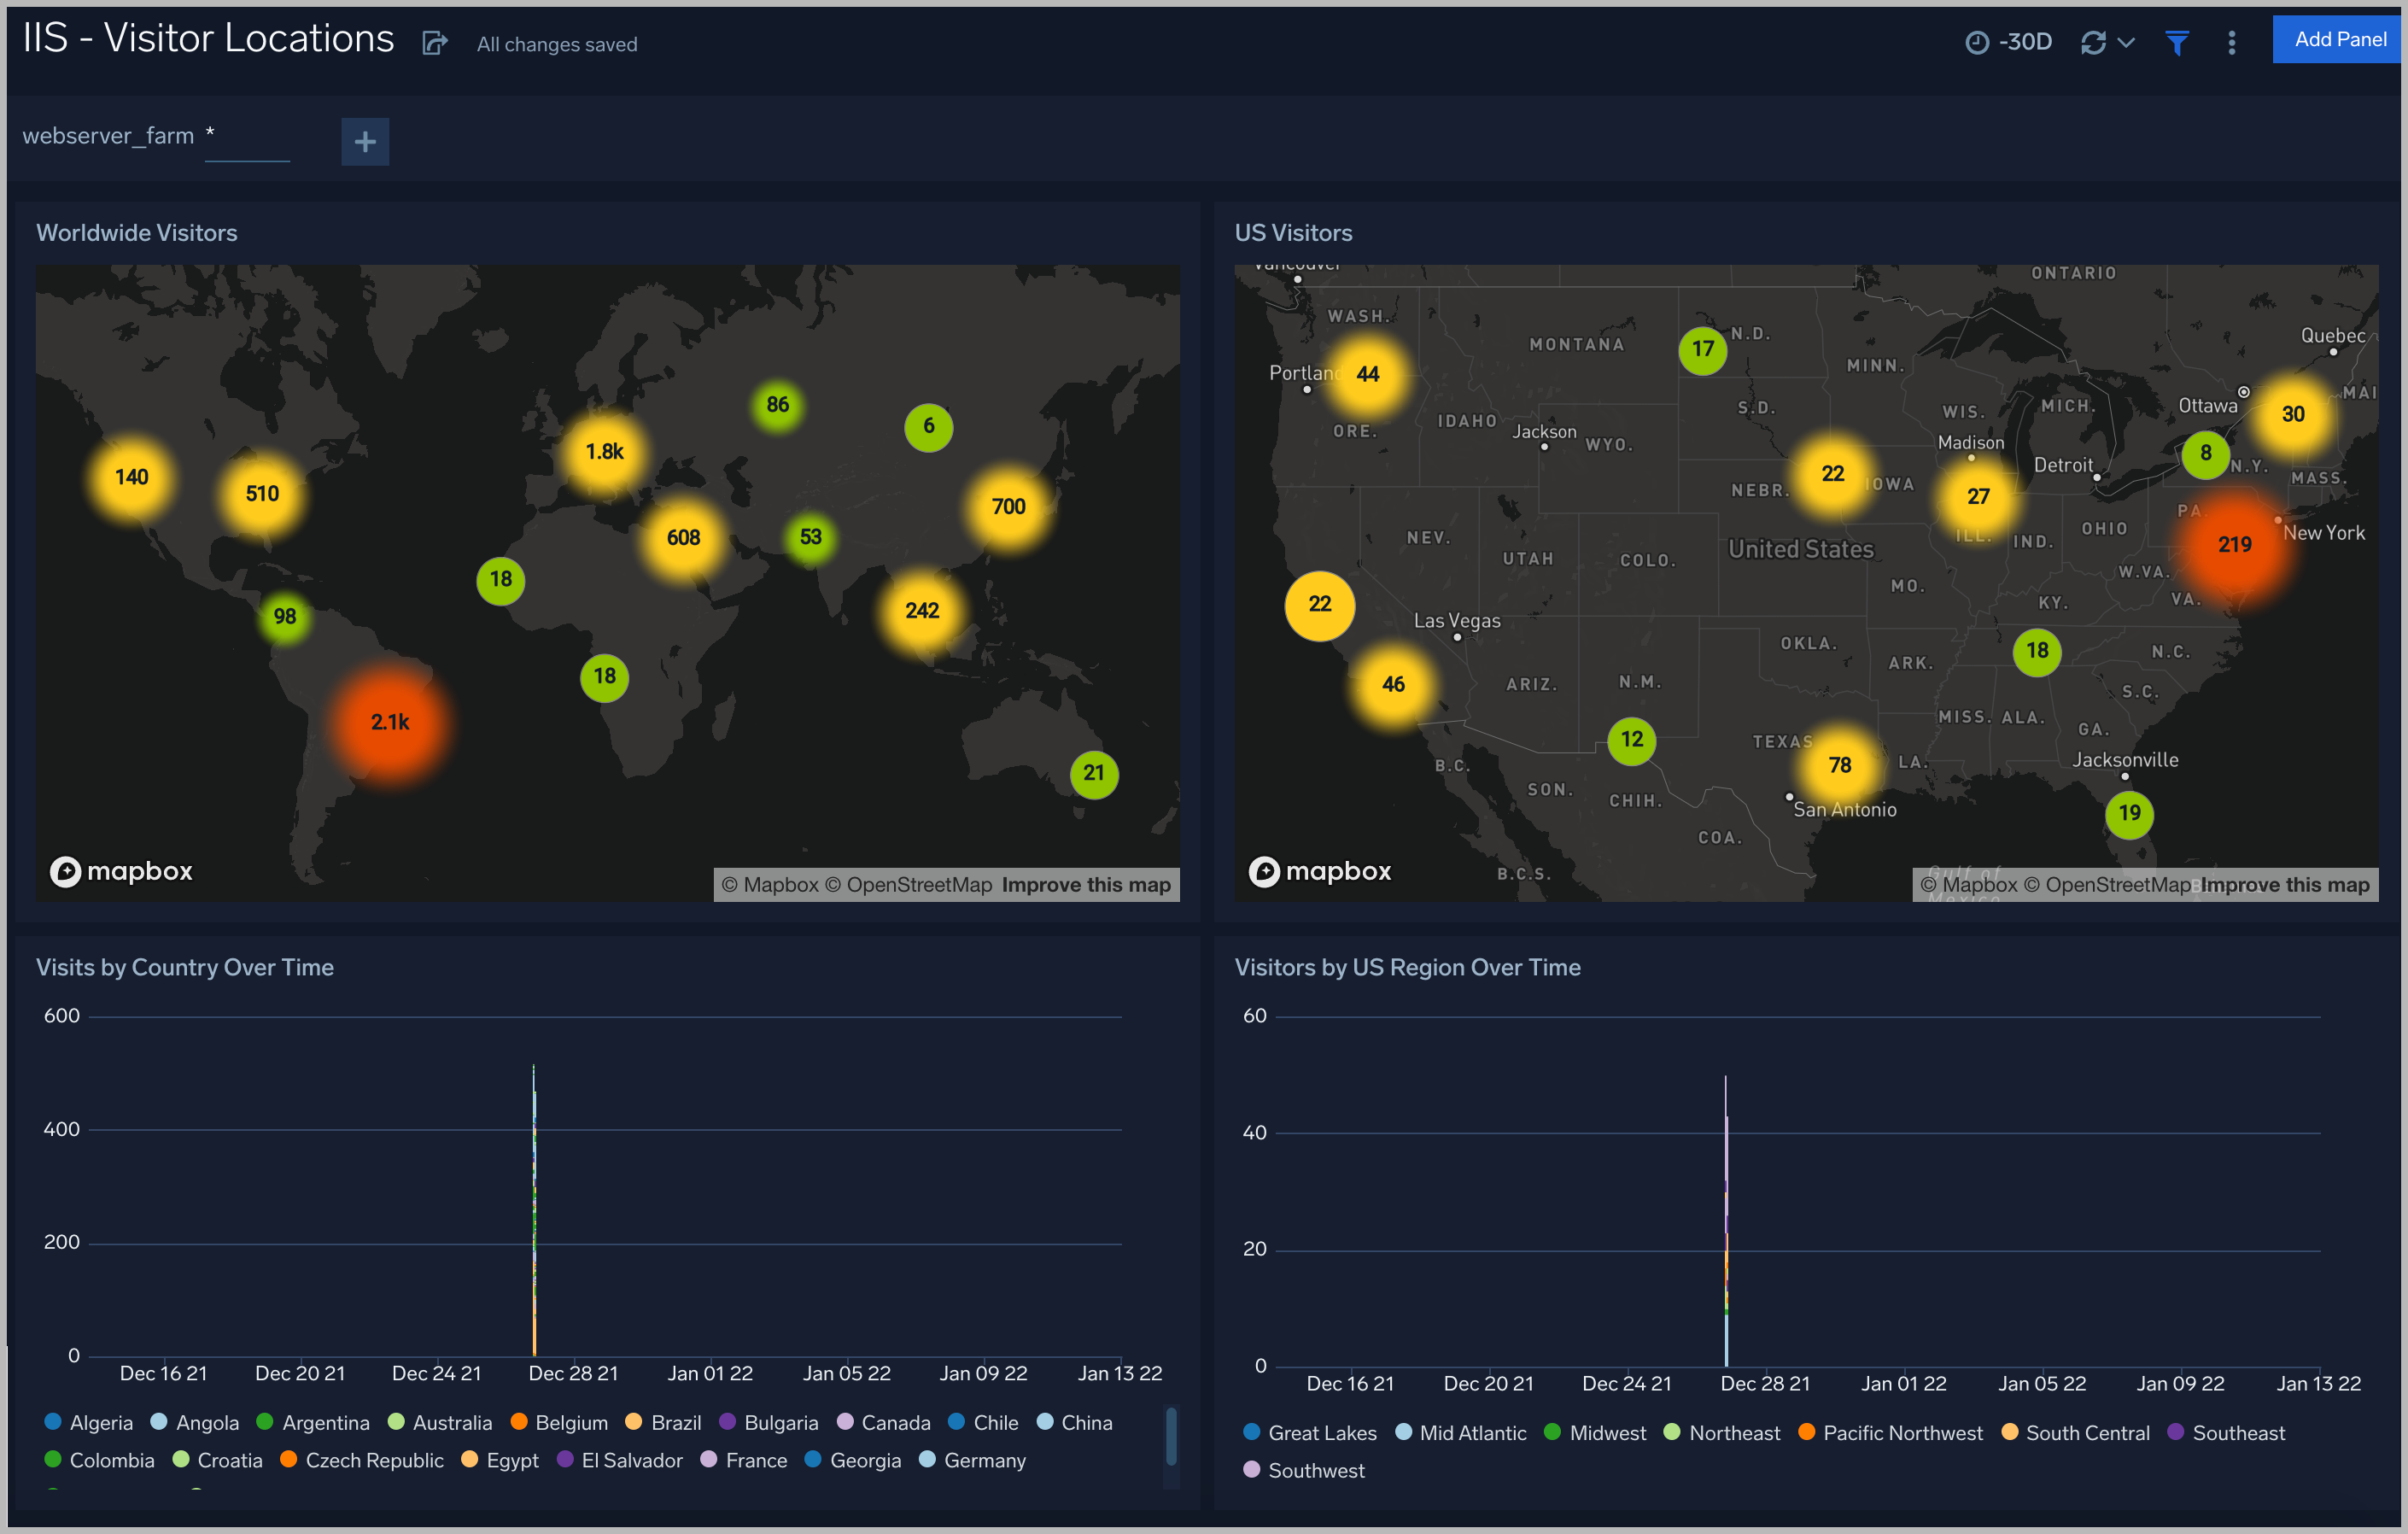 IIS - Visitor Locations
All changes saved
-30D
Add Panel
webserver_farm *
Worldwide Visitors
86
6
1.8k
140
510
700
608
53
18
242
98
18
2.1k
21
mapbox
© Mapbox © OpenStreetMap Improve this map
US Visitors
Vancouver
ONTARIO
WASH.
N.D.
Quebec
MONTANA
17
MINN.
Portland
44
Ottawa
MAI
S.D.
WIS.
MICH.
30
IDAHO
ORE.
Jackson
WYO.
Madison
8
N.Y.
Detroit
22
MASS.
NEBR.
IOWA
27
PA.
OHIO
New York
NEV.
ILL.
IND.
219
United States
UTAH
COLO.
W.VA.
MO.
22
KY.
VA.
Las Vegas
OKLA.
18
N.C.
ARK.
46
ARIZ.
N.M.
S.C.
MISS.
ALA.
GA.
12
TEXAS
B.C.
78
LA.
Jacksonville
SON.
CHIH.
San Antonio
19
COA.
mapbox
B.C.S.
Gulf of
Mexico
© Mapbox © OpenStreetMap Improve this map
Visits by Country Over Time
600
400
200
0
Dec 16 21 Dec 20 21 Dec 24 21 Dec 28 21 Jan 01 22 Jan 05 22 Jan 09 22 Jan 13 22
Algeria Angola Argentina Australia Belgium Brazil Bulgaria Canada Chile China
Colombia Croatia Czech Republic Egypt El Salvador France Georgia Germany
Visitors by US Region Over Time
60
40
20
0
Dec 16 21 Dec 20 21 Dec 24 21 Dec 28 21 Jan 01 22 Jan 05 22 Jan 09 22 Jan 13 22
Great Lakes Mid Atlantic Midwest Northeast Pacific Northwest South Central Southeast
Southwest